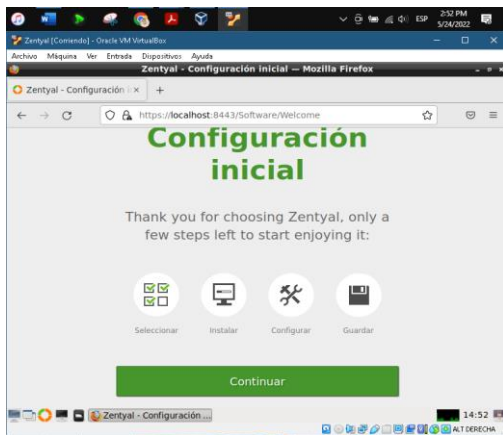 2:52 PM
ESP
5/24/2022
Zentyal [Corriendo] - Oracle VM VirtualBox
Archivo Máquina Ver Entrada Dispositivos Ayuda
Zentyal - Configuración inicial — Mozilla Firefox
Zentyal - Configuración i
https://localhost:8443/Software/Welcome
Configuración
inicial
Thank you for choosing Zentyal, only a
few steps left to start enjoying it:
Seleccionar Instalar Configurar Guardar
Continuar
Zentyal - Configuración ...
14:52
ALT DERECHA